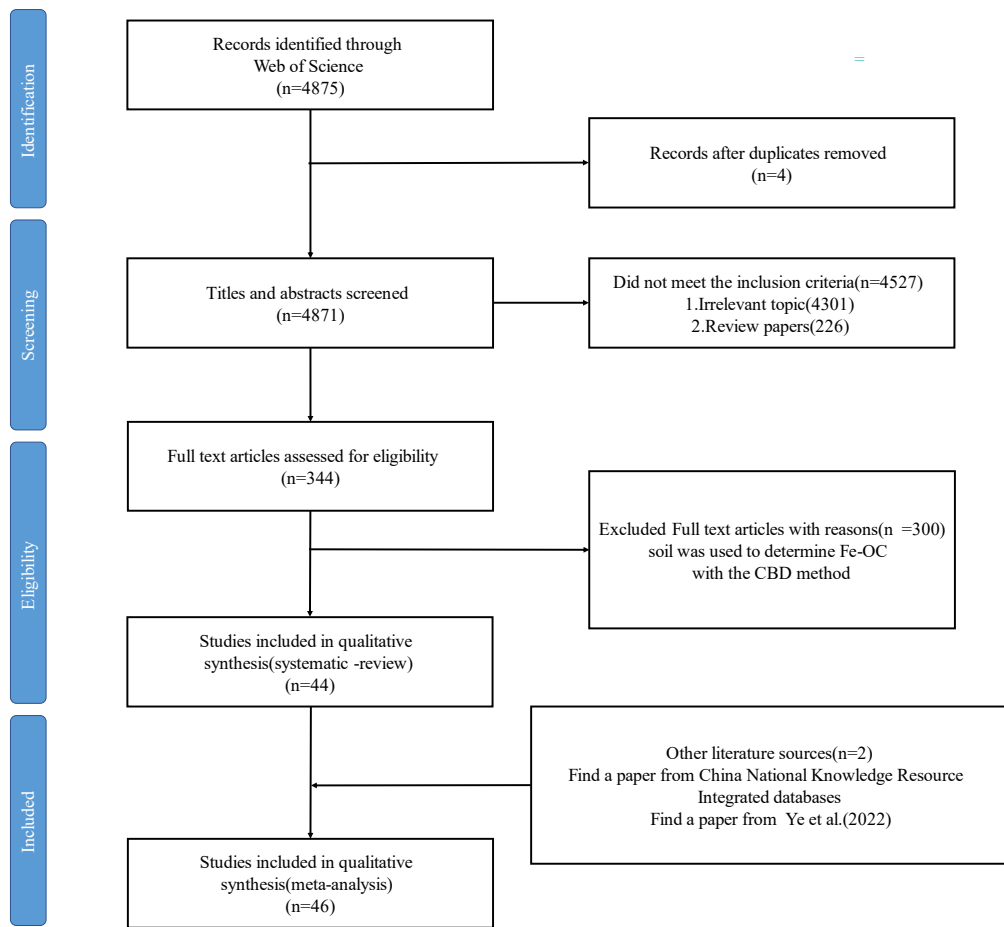 Identification
Records identified through
Web of Science
(n=4875)
=
Records after duplicates removed
(n=4)
Screening
Titles and abstracts screened
(n=4871)
Did not meet the inclusion criteria(n=4527)
1.Irrelevant topic(4301)
2.Review papers(226)
Eligibility
Full text articles assessed for eligibility
(n=344)
Excluded Full text articles with reasons(n =300)
soil was used to determine Fe-OC
with the CBD method
Studies included in qualitative
synthesis(systematic -review)
(n=44)
Included
Other literature sources(n=2)
Find a paper from China National Knowledge Resource
Integrated databases
Find a paper from Ye et al.(2022)
Studies included in qualitative
synthesis(meta-analysis)
(n=46)